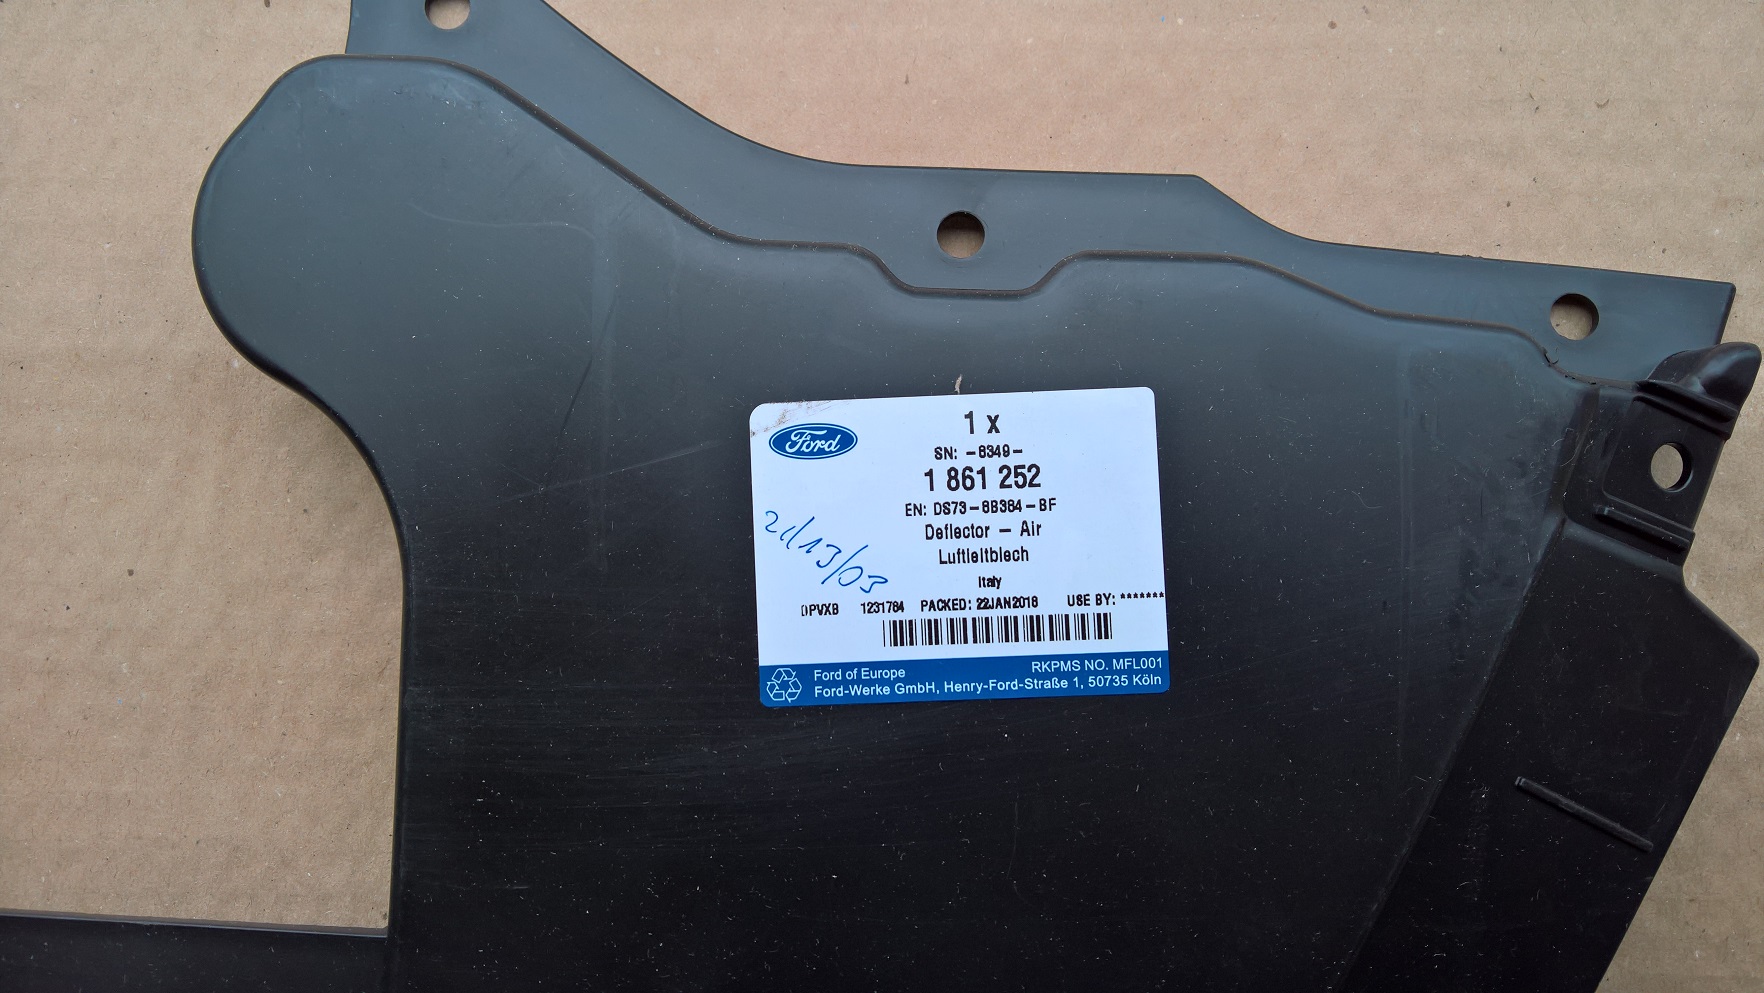 Ford
1 x
SN: -8349-
1 861 252
EN: DS73-8B384-BF
Deflector - Air
Luftleitblech
Italy
21/13/03
DPVXB 1231784 PACKED: 22JAN2018 USE BY: *******
Ford of Europe RKPMS NO. MFL001
Ford-Werke GmbH, Henry-Ford-Straße 1, 50735 Köln